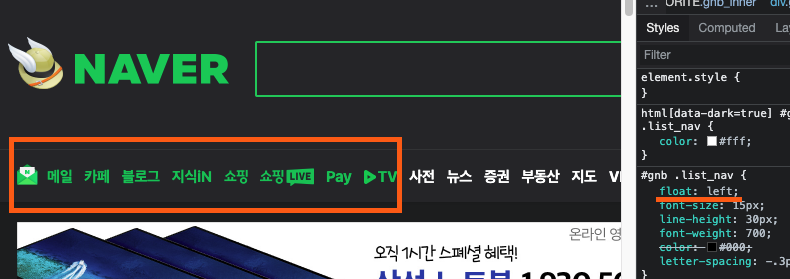 NAVER
메일 카페 블로그 지식iN 쇼핑 쇼핑LIVE Pay TV 사전 뉴스 증권 부동산 지도
온라인 영
오직 1시간 스페셜 혜택!
... ORITE.gnb_inner div.g
Styles Computed Lay
Filter
element.style {
}
html[data-dark=true] #g
.list_nav {
color: #fff;
}
#gnb .list_nav {
float: left;
font-size: 15px;
line-height: 30px;
font-weight: 700;
color: #000;
letter-spacing: -.3p